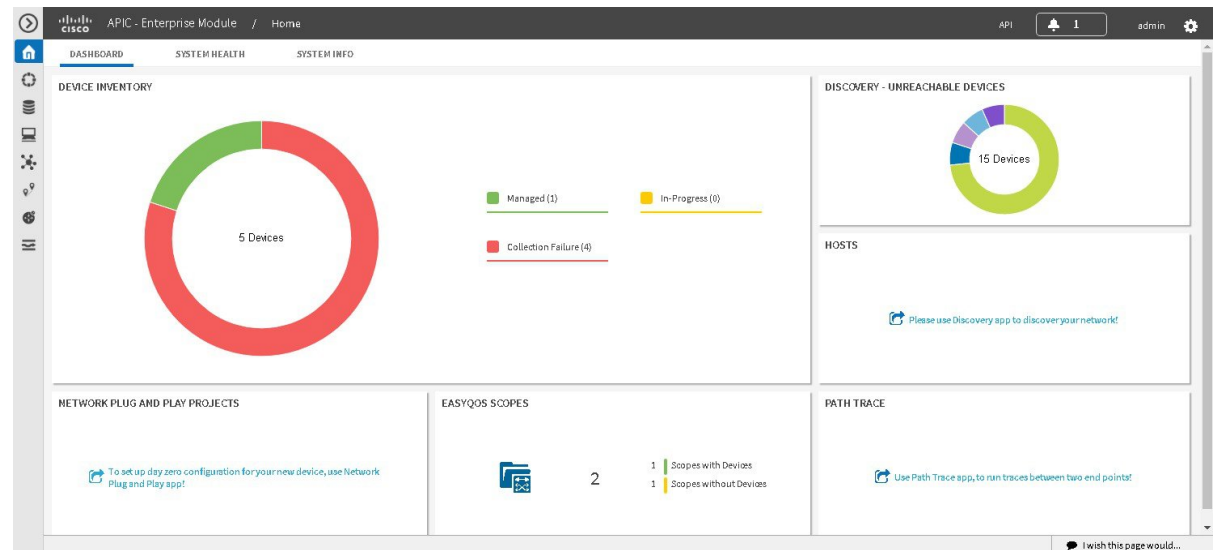 cisco APIC - Enterprise Module / Home API 1 admin
DASHBOARD SYSTEM HEALTH SYSTEM INFO
DEVICE INVENTORY
5 Devices
Managed (1) In-Progress (0)
Collection Failure (4)
DISCOVERY - UNREACHABLE DEVICES
15 Devices
HOSTS
Please use Discovery app to discover your network!
NETWORK PLUG AND PLAY PROJECTS
To set up day zero configuration for your new device, use Network
Plug and Play app!
EASYQOS SCOPES
2
1 Scopes with Devices
1 Scopes without Devices
PATH TRACE
Use Path Trace app, to run traces between two end points!
I wish this page would...